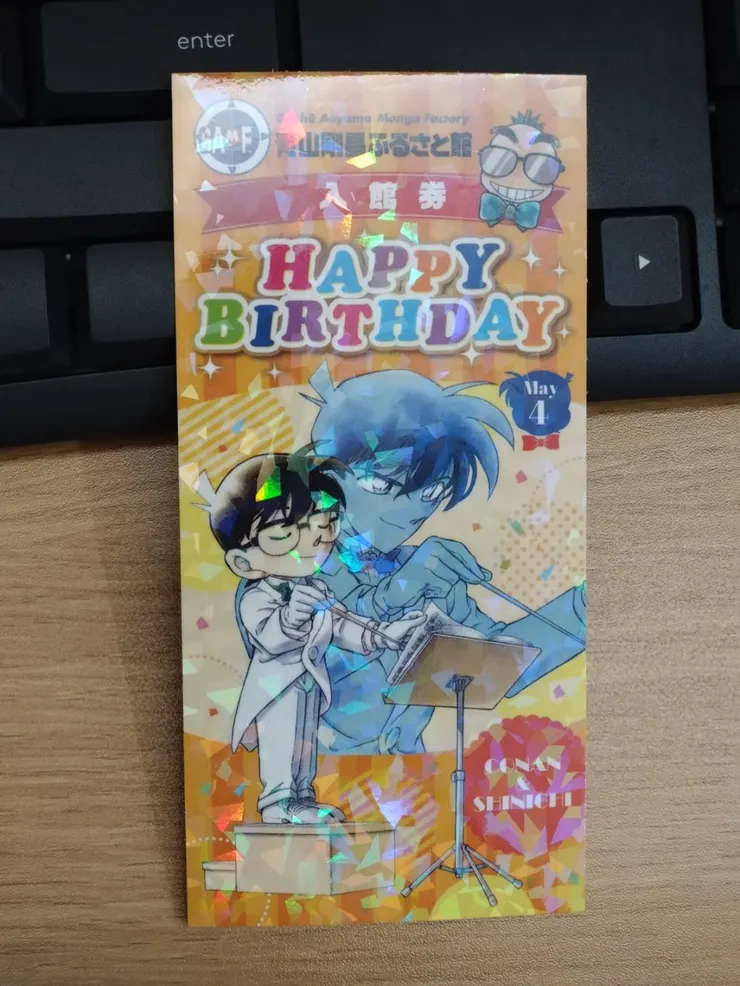 enter
GAMF
Gosho Aoyama Manga Factory
青山剛昌ふるさと館
入館券
HAPPY
BIRTHDAY
May
4
CONAN
&
SHINICHI